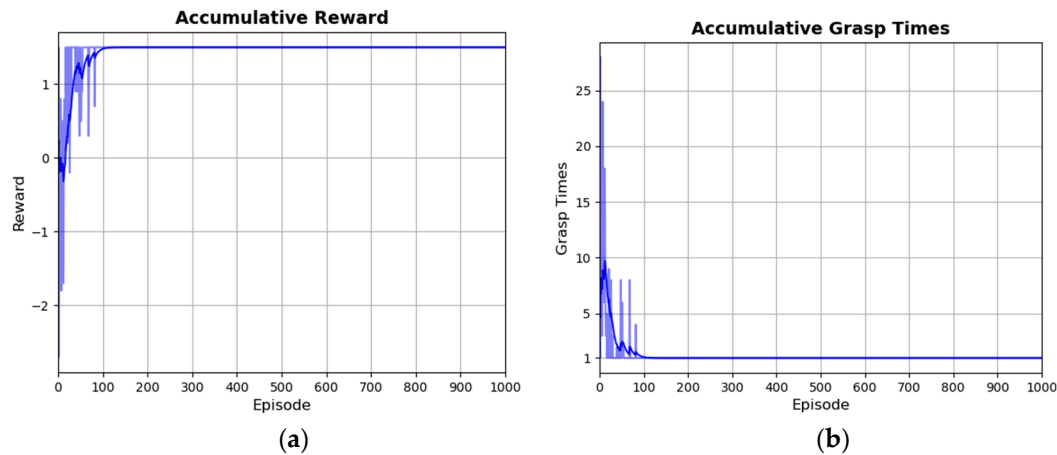 Accumulative Reward
Reward
1
0
−1
−2
0 100 200 300 400 500 600 700 800 900 1000
Episode
(a)
Accumulative Grasp Times
Grasp Times
25
20
15
10
5
1
0 100 200 300 400 500 600 700 800 900 1000
Episode
(b)